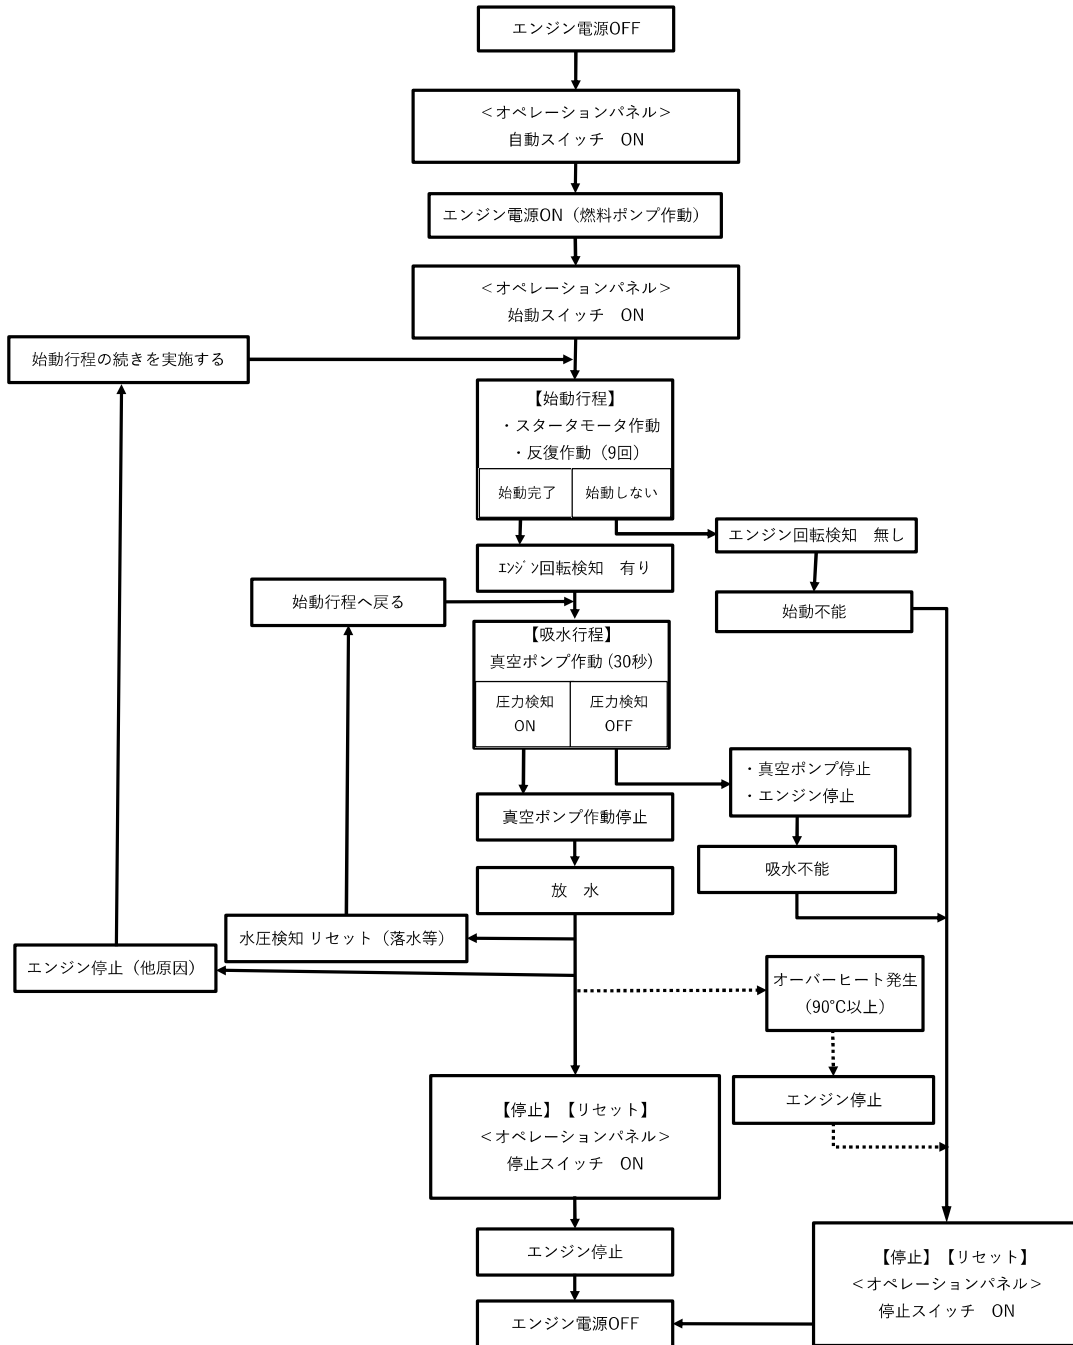 エンジン電源OFF
＜オペレーションパネル＞
自動スイッチ　ON
エンジン電源ON（燃料ポンプ作動）
＜オペレーションパネル＞
始動スイッチ　ON
始動行程の続きを実施する
【始動行程】
・スタータモータ作動
・反復作動（9回）
始動完了
始動しない
エンジン回転検知　無し
ｴﾝｼﾞﾝ回転検知　有り
始動行程へ戻る
始動不能
【吸水行程】
真空ポンプ作動（30秒）
圧力検知
ON
圧力検知
OFF
・真空ポンプ停止
・エンジン停止
真空ポンプ作動停止
吸水不能
放　水
水圧検知 リセット（落水等）
エンジン停止（他原因）
オーバーヒート発生
（90℃以上）
エンジン停止
【停止】【リセット】
＜オペレーションパネル＞
停止スイッチ　ON
エンジン停止
【停止】【リセット】
＜オペレーションパネル＞
停止スイッチ　ON
エンジン電源OFF